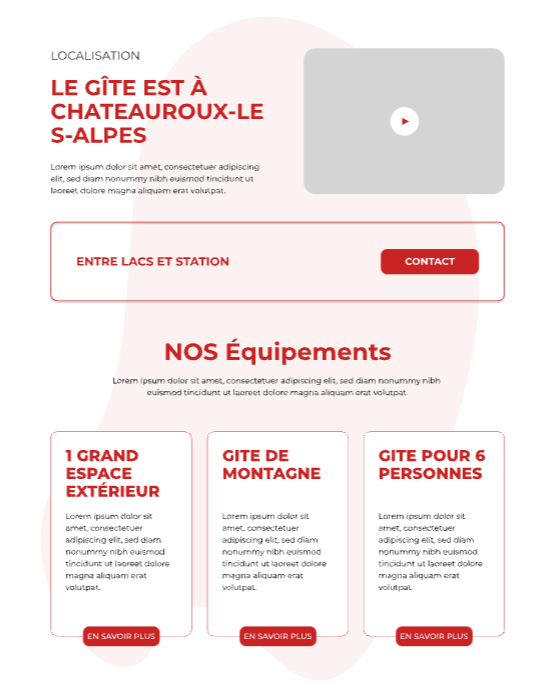 LOCALISATION
LE GÎTE EST À
CHATEAUROUX-LE
S-ALPES
Lorem ipsum dolor sit amet, consectetuer adipiscing
elit, sed diam nonummy nibh euismod tincidunt ut
laoreet dolore magna aliquam erat volutpat.
ENTRE LACS ET STATION
CONTACT
NOS Équipements
Lorem ipsum dolor sit amet, consectetuer adipiscing elit, sed diam nonummy nibh
euismod tincidunt ut laoreet dolore magna aliquam erat volutpat.
1 GRAND
ESPACE
EXTÉRIEUR
Lorem ipsum dolor sit
amet, consectetuer
adipiscing elit, sed diam
nonummy nibh euismod
tincidunt ut laoreet dolore
magna aliquam erat
volutpat.
EN SAVOIR PLUS
GITE DE
MONTAGNE
Lorem ipsum dolor sit
amet, consectetuer
adipiscing elit, sed diam
nonummy nibh euismod
tincidunt ut laoreet dolore
magna aliquam erat
volutpat.
EN SAVOIR PLUS
GITE POUR 6
PERSONNES
Lorem ipsum dolor sit
amet, consectetuer
adipiscing elit, sed diam
nonummy nibh euismod
tincidunt ut laoreet dolore
magna aliquam erat
volutpat.
EN SAVOIR PLUS